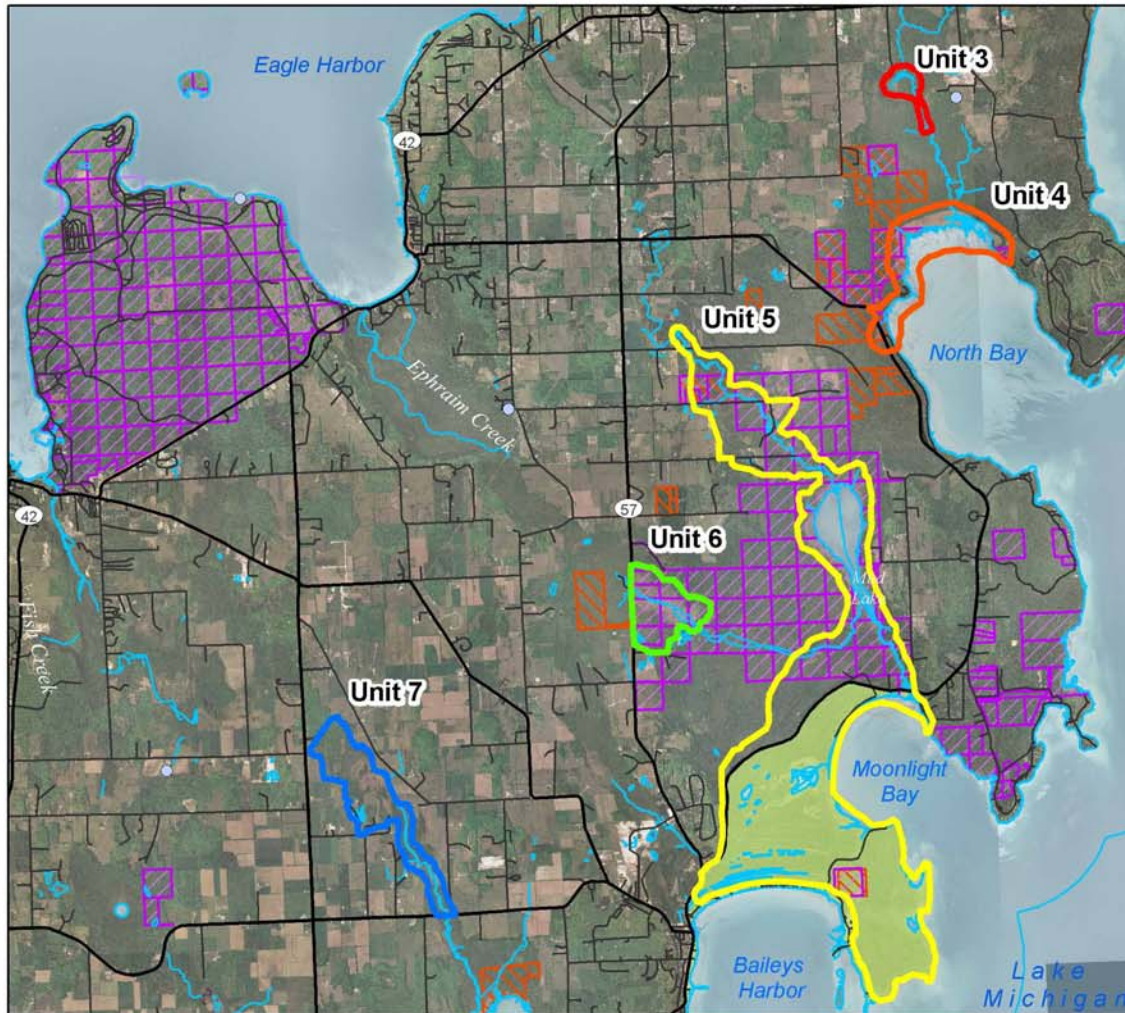 Eagle Harbor
Unit 3
42
Unit 4
North Bay
Unit 5
Ephraim Creek
57
42
Unit 6
Mud
Lake
Fish Creek
Unit 7
Moonlight
Bay
Baileys
Harbor
Lake
Michigan